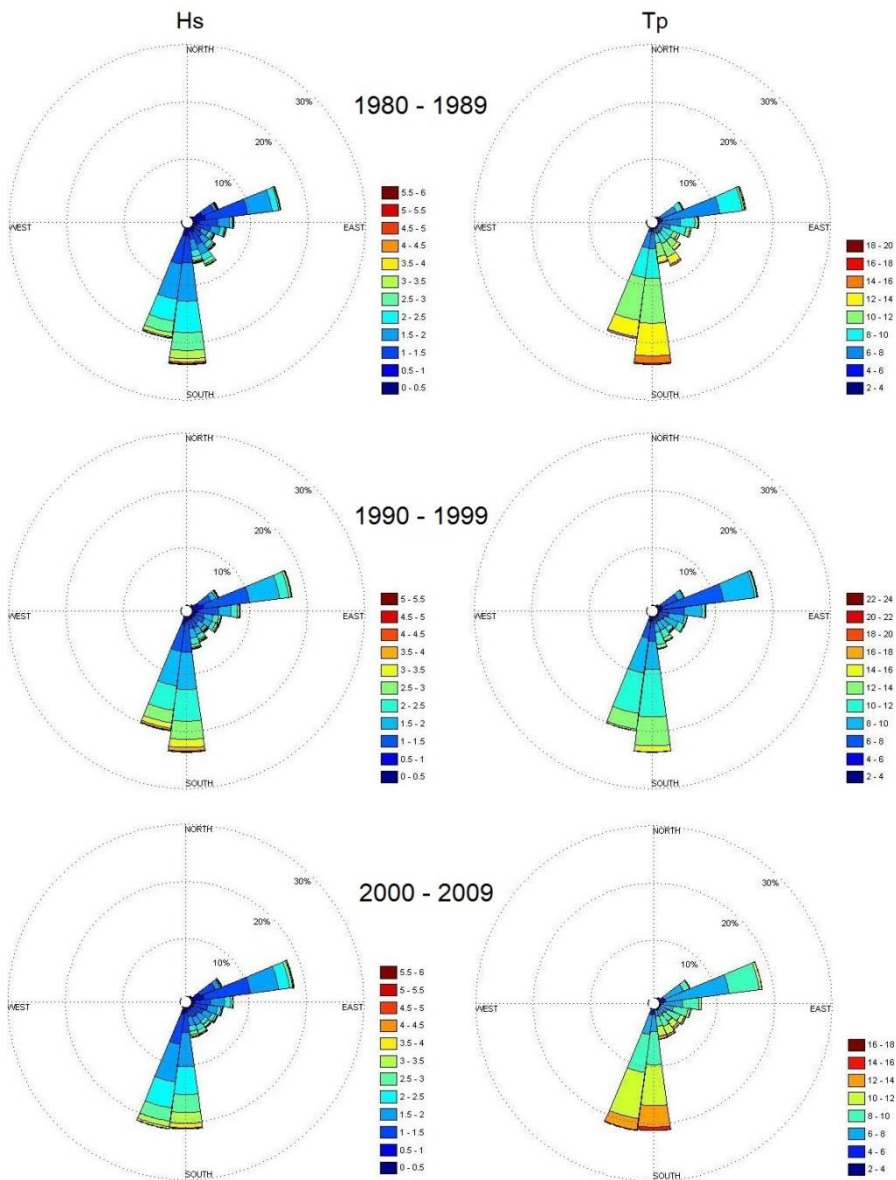 Hs
Tp
1980 - 1989
NORTH
30%
20%
10%
WEST
EAST
SOUTH
5.5 - 6
5 - 5.5
4.5 - 5
4 - 4.5
3.5 - 4
3 - 3.5
2.5 - 3
2 - 2.5
1.5 - 2
1 - 1.5
0.5 - 1
0 - 0.5
NORTH
30%
20%
10%
WEST
EAST
SOUTH
18 - 20
16 - 18
14 - 16
12 - 14
10 - 12
8 - 10
6 - 8
4 - 6
2 - 4
1990 - 1999
NORTH
30%
20%
10%
WEST
EAST
SOUTH
5 - 5.5
4.5 - 5
4 - 4.5
3.5 - 4
3 - 3.5
2.5 - 3
2 - 2.5
1.5 - 2
1 - 1.5
0.5 - 1
0 - 0.5
NORTH
30%
20%
10%
WEST
EAST
SOUTH
22 - 24
20 - 22
18 - 20
16 - 18
14 - 16
12 - 14
10 - 12
8 - 10
6 - 8
4 - 6
2 - 4
2000 - 2009
NORTH
30%
20%
10%
WEST
EAST
SOUTH
5.5 - 6
5 - 5.5
4.5 - 5
4 - 4.5
3.5 - 4
3 - 3.5
2.5 - 3
2 - 2.5
1.5 - 2
1 - 1.5
0.5 - 1
0 - 0.5
NORTH
30%
20%
10%
WEST
EAST
SOUTH
16 - 18
14 - 16
12 - 14
10 - 12
8 - 10
6 - 8
4 - 6
2 - 4